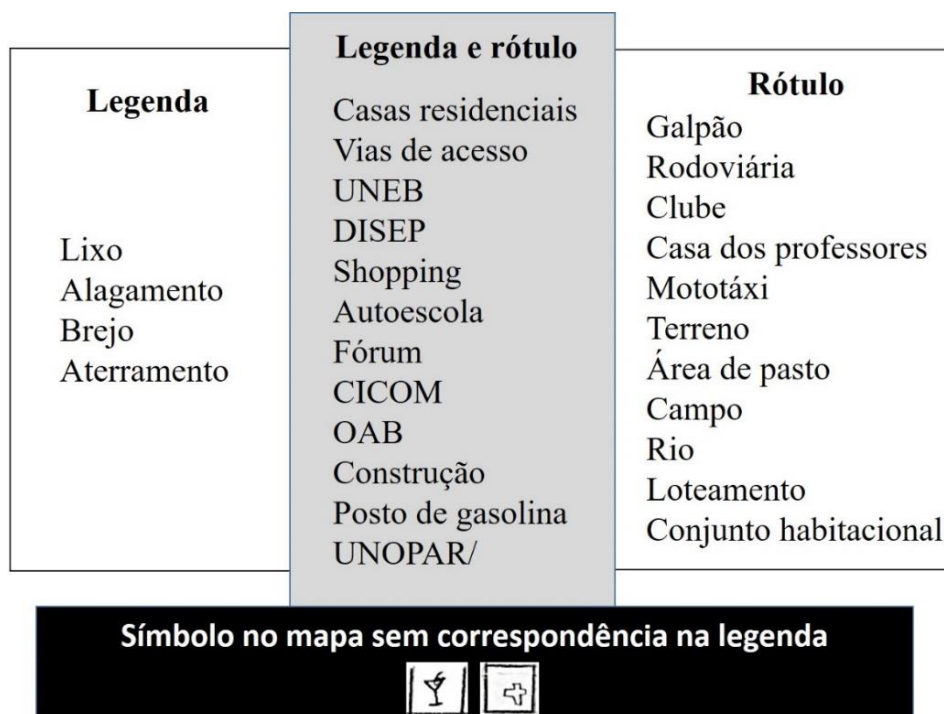 Legenda
Lixo
Alagamento
Brejo
Aterramento
Legenda e rótulo
Casas residenciais
Vias de acesso
UNEB
DISEP
Shopping
Autoescola
Fórum
CICOM
OAB
Construção
Posto de gasolina
UNOPAR/
Rótulo
Galpão
Rodoviária
Clube
Casa dos professores
Mototáxi
Terreno
Área de pasto
Campo
Rio
Loteamento
Conjunto habitacional
Símbolo no mapa sem correspondência na legenda